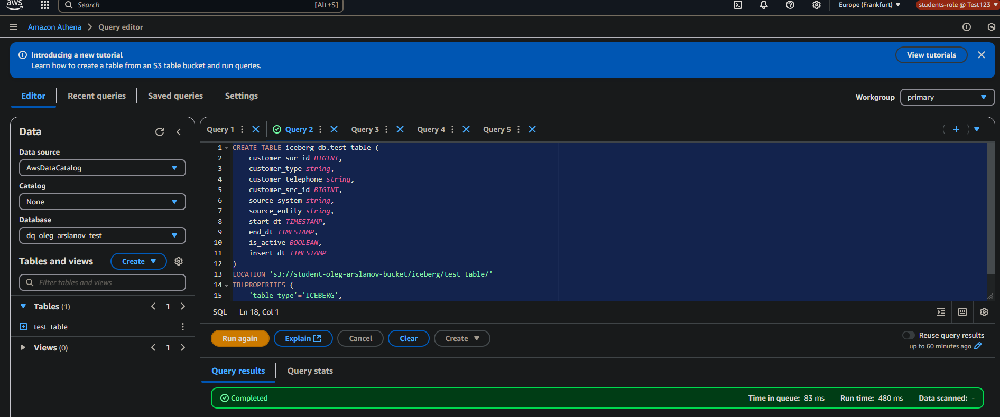 aws
Search
[Alt+S]
Europe (Frankfurt)
students-role @ Test123
Amazon Athena
Query editor
Introducing a new tutorial
Learn how to create a table from an S3 table bucket and run queries.
View tutorials
Editor
Recent queries
Saved queries
Settings
Workgroup
primary
Data
Data source
AwsDataCatalog
Catalog
None
Database
dq_oleg_arslanov_test
Tables and views
Create
Filter tables and views
Tables (1)
1
test_table
Views (0)
1
Query 1
Query 2
Query 3
Query 4
Query 5
1 CREATE TABLE iceberg_db.test_table (
2 customer_sur_id BIGINT,
3 customer_type string,
4 customer_telephone string,
5 customer_src_id BIGINT,
6 source_system string,
7 source_entity string,
8 start_dt TIMESTAMP,
9 end_dt TIMESTAMP,
10 is_active BOOLEAN,
11 insert_dt TIMESTAMP
12 )
13 LOCATION 's3://student-oleg-arslanov-bucket/iceberg/test_table/'
14 TBLPROPERTIES (
15 'table_type'='ICEBERG',
SQL
Ln 18, Col 1
Run again
Explain
Cancel
Clear
Create
Reuse query results
up to 60 minutes ago
Query results
Query stats
Completed
Time in queue: 83 ms
Run time: 480 ms
Data scanned: -